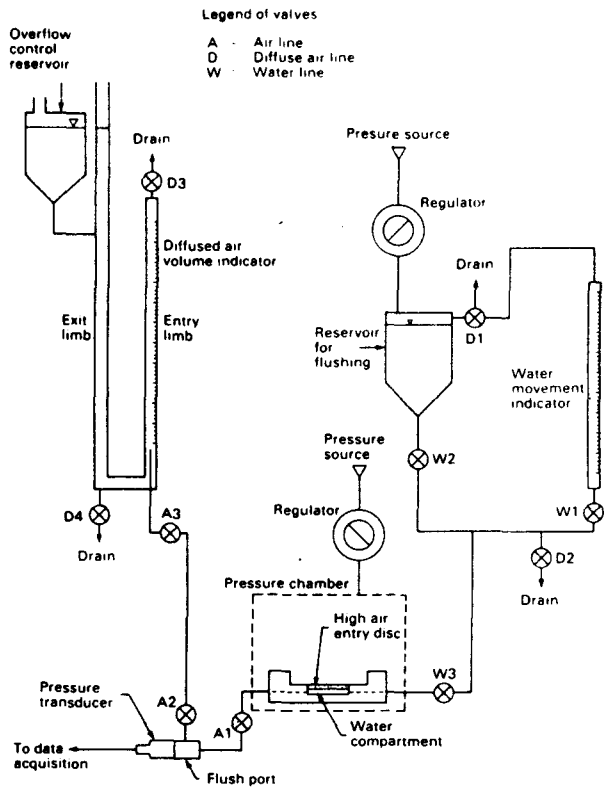 Legend of valves
A - Air line
D Diffuse air line
W - Water line
Overflow
control
reservoir
Drain
D3
Diffused air
volume indicator
Exit
limb
Entry
limb
D4
Drain
A3
Presure source
Regulator
Drain
D1
Reservoir
for
flushing
Water
movement
indicator
W2
W1
D2
Drain
Pressure
source
Regulator
Pressure chamber
High air
entry disc
W3
Water
compartment
Pressure
transducer
A2
A1
To data
acquisition
Flush port